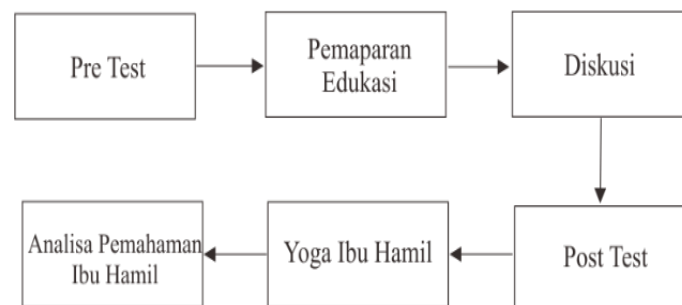 Pre Test
Pemaparan
Edukasi
Diskusi
Post Test
Yoga Ibu Hamil
Analisa Pemahaman
Ibu Hamil